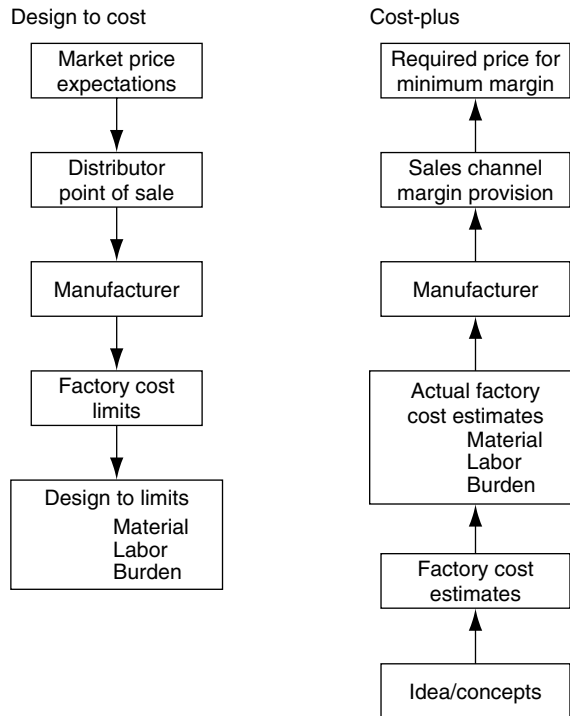 Design to cost
Market price
expectations
Distributor
point of sale
Manufacturer
Factory cost
limits
Design to limits
Material
Labor
Burden
Cost-plus
Required price for
minimum margin
Sales channel
margin provision
Manufacturer
Actual factory
cost estimates
Material
Labor
Burden
Factory cost
estimates
Idea/concepts